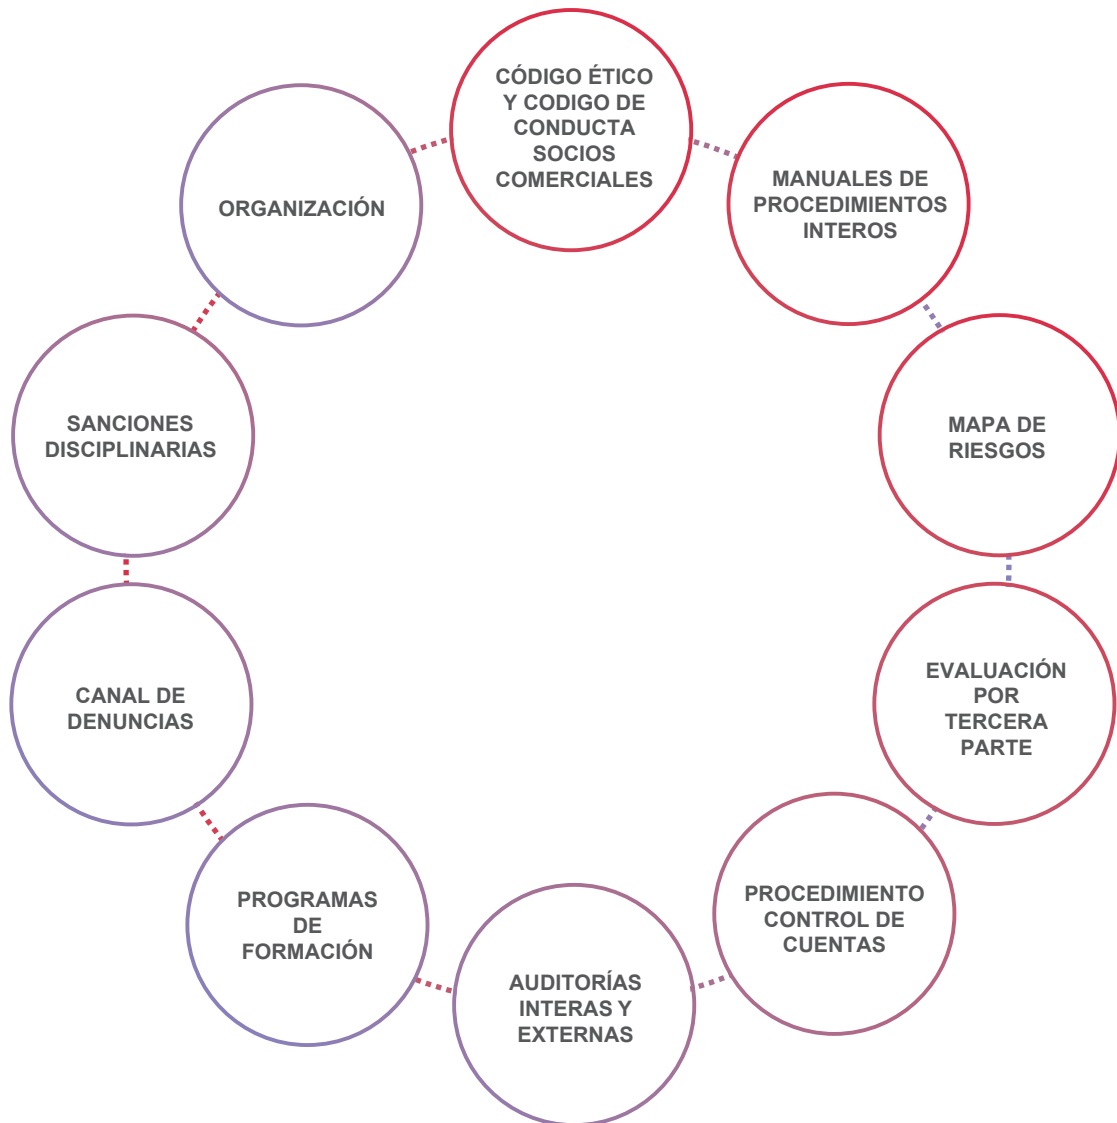 CÓDIGO ÉTICO
Y CODIGO DE
CONDUCTA
SOCIOS
COMERCIALES
MANUALES DE
PROCEDIMIENTOS
INTEROS
MAPA DE
RIESGOS
EVALUACIÓN
POR
TERCERA
PARTE
PROCEDIMIENTO
CONTROL DE
CUENTAS
AUDITORÍAS
INTERAS Y
EXTERNAS
PROGRAMAS
DE
FORMACIÓN
CANAL DE
DENUNCIAS
SANCIONES
DISCIPLINARIAS
ORGANIZACIÓN